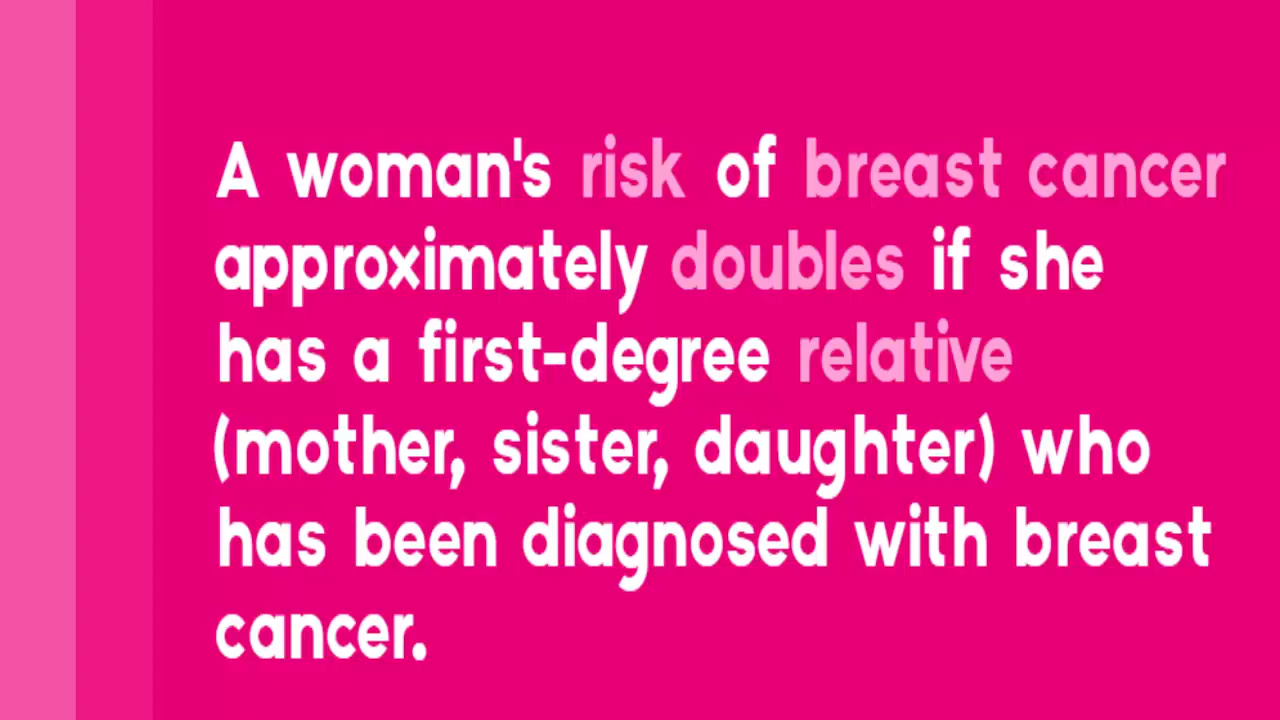 A woman's risk of breast cancer
approximately doubles if she
has a first-degree relative
(mother, sister, daughter) who
has been diagnosed with breast
cancer.